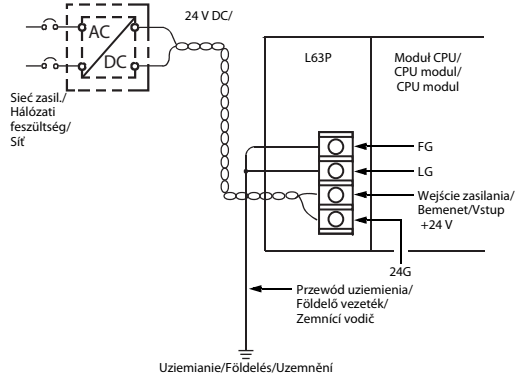 24 V DC/
AC
DC
Sieć zasil./
Hálózati
feszültség/
Síť
L63P
Moduł CPU/
CPU modul/
CPU modul
FG
LG
Wejście zasilania/
Bemenet/Vstup
+24 V
24G
Przewód uziemienia/
Földelő vezeték/
Zemnící vodič
Uziemianie/Földelés/Uzemnění